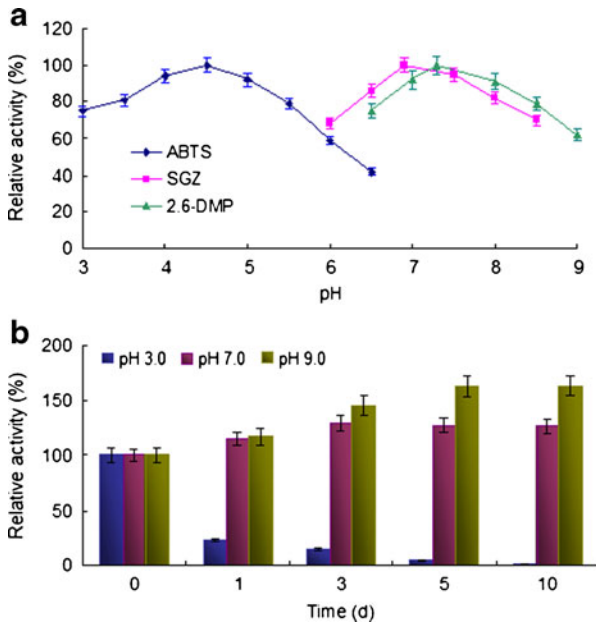 a
Relative activity (%)
120
100
80
60
40
20
0
ABTS
SGZ
2.6-DMP
3 4 5 6 7 8 9
pH
b
Relative activity (%)
200
150
100
50
0
pH 3.0 pH 7.0 pH 9.0
0 1 3 5 10
Time (d)